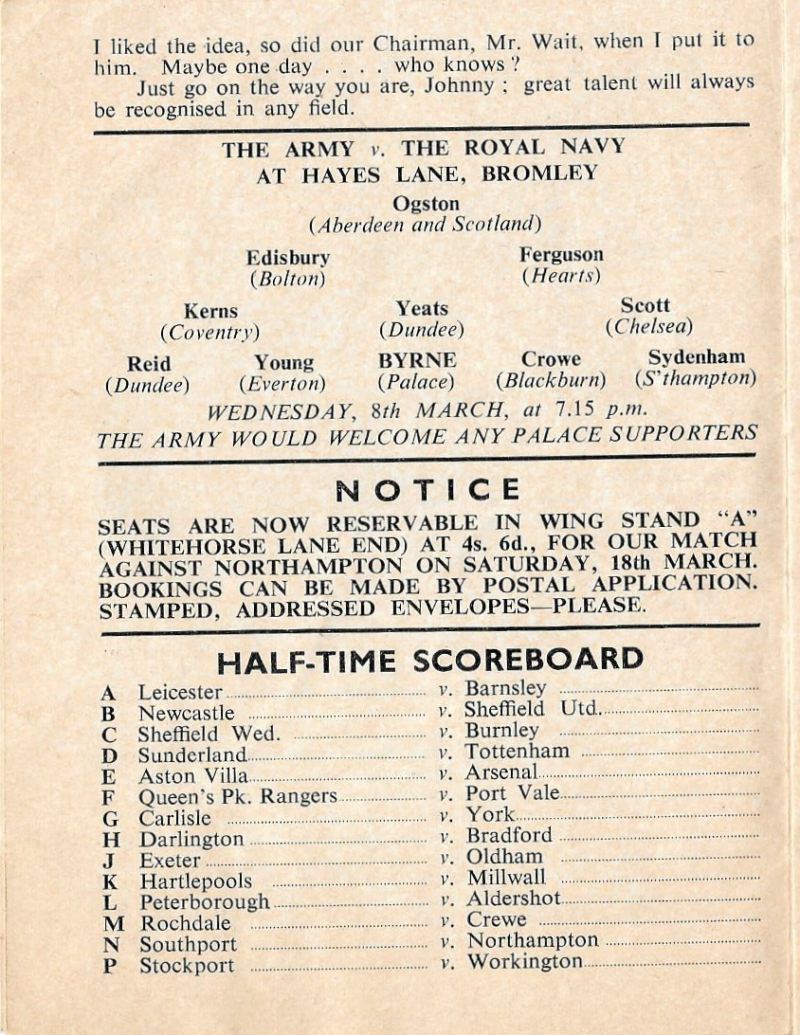 I liked the idea, so did our Chairman, Mr. Wait, when I put it to
him. Maybe one day . . . . who knows ?
Just go on the way you are, Johnny ; great talent will always
be recognised in any field.
THE ARMY v. THE ROYAL NAVY
AT HAYES LANE, BROMLEY
Ogston
(Aberdeen and Scotland)
Edisbury Ferguson
(Bolton) (Hearts)
Kerns Yeats Scott
(Coventry) (Dundee) (Chelsea)
Reid Young BYRNE Crowe Sydenham
(Dundee) (Everton) (Palace) (Blackburn) (S'thampton)
WEDNESDAY, 8th MARCH, at 7.15 p.m.
THE ARMY WOULD WELCOME ANY PALACE SUPPORTERS
NOTICE
SEATS ARE NOW RESERVABLE IN WING STAND "A"
(WHITEHORSE LANE END) AT 4s. 6d., FOR OUR MATCH
AGAINST NORTHAMPTON ON SATURDAY, 18th MARCH.
BOOKINGS CAN BE MADE BY POSTAL APPLICATION.
STAMPED, ADDRESSED ENVELOPES—PLEASE.
HALF-TIME SCOREBOARD
A Leicester v. Barnsley
B Newcastle v. Sheffield Utd.
C Sheffield Wed. v. Burnley
D Sunderland v. Tottenham
E Aston Villa v. Arsenal
F Queen's Pk. Rangers v. Port Vale
G Carlisle v. York
H Darlington v. Bradford
J Exeter v. Oldham
K Hartlepools v. Millwall
L Peterborough v. Aldershot
M Rochdale v. Crewe
N Southport v. Northampton
P Stockport v. Workington